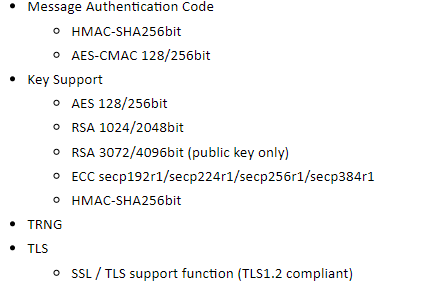 • Message Authentication Code
◦ HMAC-SHA256bit
◦ AES-CMAC 128/256bit
• Key Support
◦ AES 128/256bit
◦ RSA 1024/2048bit
◦ RSA 3072/4096bit (public key only)
◦ ECC secp192r1/secp224r1/secp256r1/secp384r1
◦ HMAC-SHA256bit
• TRNG
• TLS
◦ SSL / TLS support function (TLS1.2 compliant)